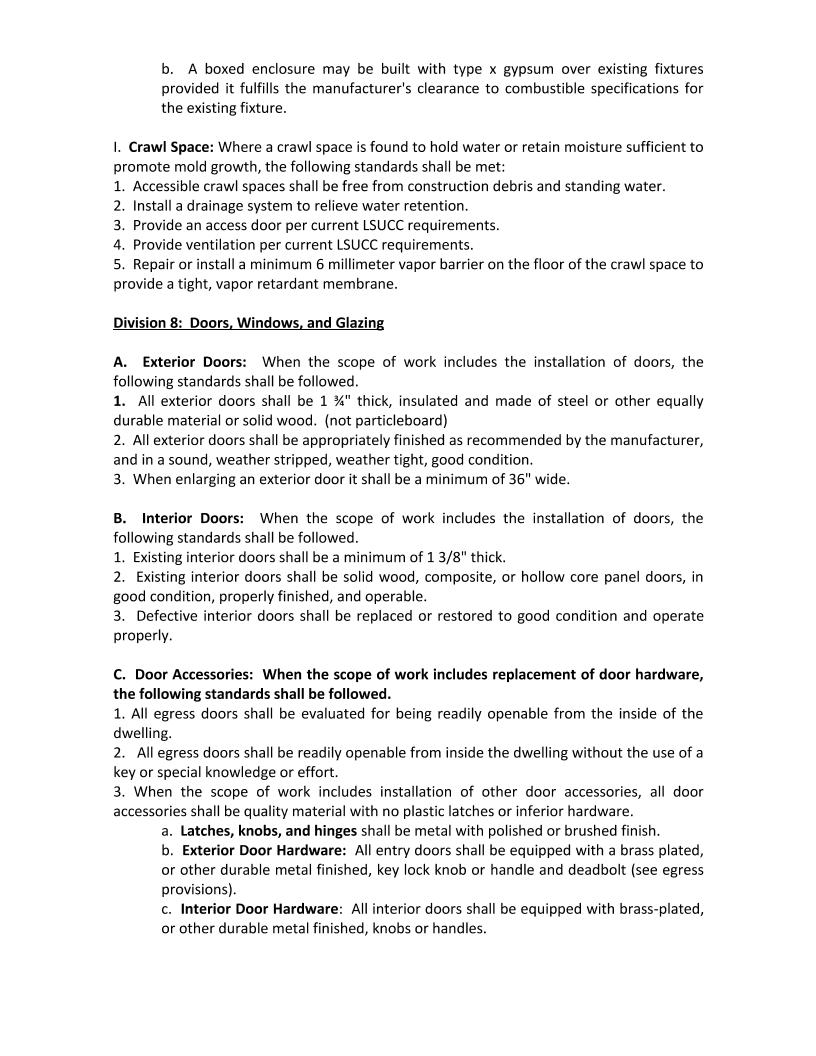 b. A boxed enclosure may be built with type x gypsum over existing fixtures
provided it fulfills the manufacturer's clearance to combustible specifications for
the existing fixture.
I. Crawl Space: Where a crawl space is found to hold water or retain moisture sufficient to
promote mold growth, the following standards shall be met:
1. Accessible crawl spaces shall be free from construction debris and standing water.
2. Install a drainage system to relieve water retention.
3. Provide an access door per current LSUCC requirements.
4. Provide ventilation per current LSUCC requirements.
5. Repair or install a minimum 6 millimeter vapor barrier on the floor of the crawl space to
provide a tight, vapor retardant membrane.
Division 8: Doors, Windows, and Glazing
A. Exterior Doors: When the scope of work includes the installation of doors, the
following standards shall be followed.
1. All exterior doors shall be 1 ¾" thick, insulated and made of steel or other equally
durable material or solid wood. (not particleboard)
2. All exterior doors shall be appropriately finished as recommended by the manufacturer,
and in a sound, weather stripped, weather tight, good condition.
3. When enlarging an exterior door it shall be a minimum of 36" wide.
B. Interior Doors: When the scope of work includes the installation of doors, the
following standards shall be followed.
1. Existing interior doors shall be a minimum of 1 3/8" thick.
2. Existing interior doors shall be solid wood, composite, or hollow core panel doors, in
good condition, properly finished, and operable.
3. Defective interior doors shall be replaced or restored to good condition and operate
properly.
C. Door Accessories: When the scope of work includes replacement of door hardware,
the following standards shall be followed.
1. All egress doors shall be evaluated for being readily openable from the inside of the
dwelling.
2. All egress doors shall be readily openable from inside the dwelling without the use of a
key or special knowledge or effort.
3. When the scope of work includes installation of other door accessories, all door
accessories shall be quality material with no plastic latches or inferior hardware.
a. Latches, knobs, and hinges shall be metal with polished or brushed finish.
b. Exterior Door Hardware: All entry doors shall be equipped with a brass plated,
or other durable metal finished, key lock knob or handle and deadbolt (see egress
provisions).
c. Interior Door Hardware: All interior doors shall be equipped with brass-plated,
or other durable metal finished, knobs or handles.